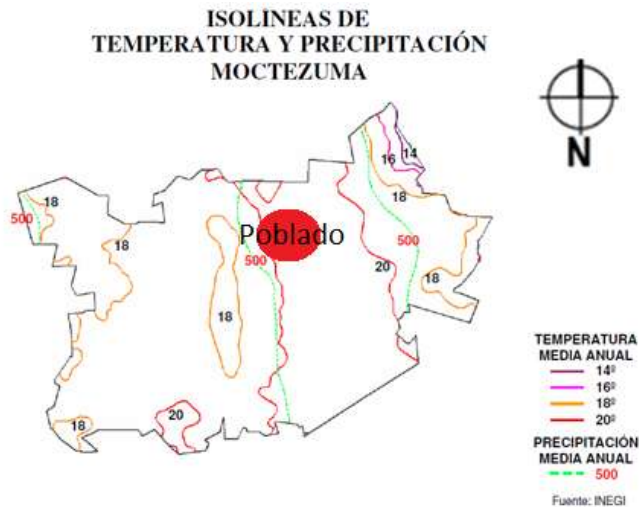 ISOLÍNEAS DE
TEMPERATURA Y PRECIPITACIÓN
MOCTEZUMA
N
14
16
18
18
500
18
Poblado
500
500
20
18
18
20
18
TEMPERATURA
MEDIA ANUAL
14º
16º
18º
20º
PRECIPITACIÓN
MEDIA ANUAL
500
Fuente: INEGI